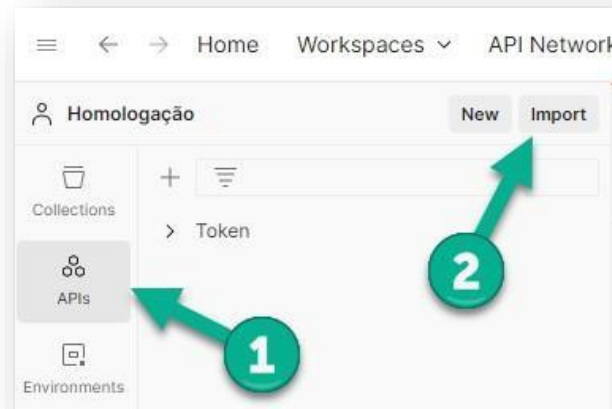 Home Workspaces API Network
Homologação New Import
Collections
Token
APIs
2
1
Environments